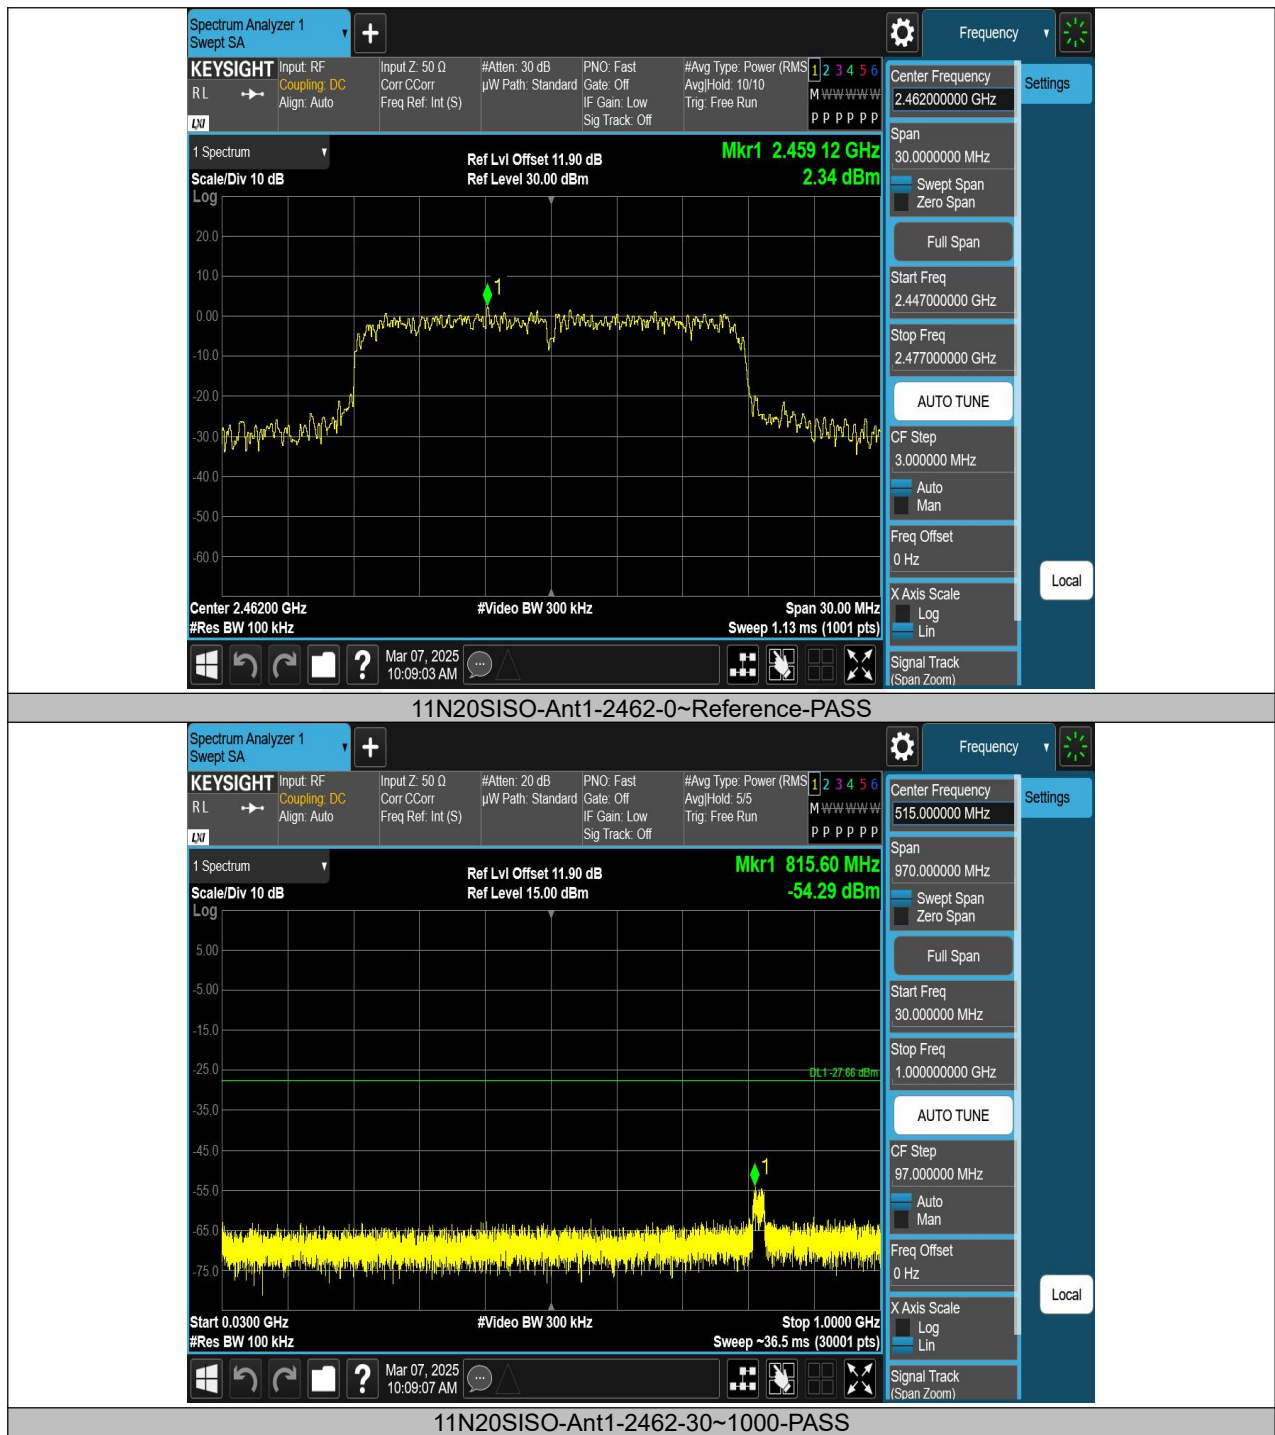 Spectrum Analyzer 1
Swept SA
+
Frequency
KEYSIGHT
RL
LXI
Input: RF
Coupling: DC
Align: Auto
Input Z: 50 Ω
Corr CCorr
Freq Ref: Int (S)
#Atten: 30 dB
µW Path: Standard
PNO: Fast
Gate: Off
IF Gain: Low
Sig Track: Off
#Avg Type: Power (RMS
Avg|Hold: 10/10
Trig: Free Run
1 2 3 4 5 6
M W W W W W
P P P P P P
1 Spectrum
Scale/Div 10 dB
Log
Ref Lvl Offset 11.90 dB
Ref Level 30.00 dBm
Mkr1 2.459 12 GHz
2.34 dBm
20.0
10.0
0.00
-10.0
-20.0
-30.0
-40.0
-50.0
-60.0
1
Center 2.46200 GHz
#Res BW 100 kHz
#Video BW 300 kHz
Span 30.00 MHz
Sweep 1.13 ms (1001 pts)
Mar 07, 2025
10:09:03 AM
Center Frequency
2.462000000 GHz
Settings
Span
30.0000000 MHz
Swept Span
Zero Span
Full Span
Start Freq
2.447000000 GHz
Stop Freq
2.477000000 GHz
AUTO TUNE
CF Step
3.000000 MHz
Auto
Man
Freq Offset
0 Hz
Local
X Axis Scale
Log
Lin
Signal Track
(Span Zoom)
11N20SISO-Ant1-2462-0~Reference-PASS
Spectrum Analyzer 1
Swept SA
+
Frequency
KEYSIGHT
RL
LXI
Input: RF
Coupling: DC
Align: Auto
Input Z: 50 Ω
Corr CCorr
Freq Ref: Int (S)
#Atten: 20 dB
µW Path: Standard
PNO: Fast
Gate: Off
IF Gain: Low
Sig Track: Off
#Avg Type: Power (RMS
Avg|Hold: 5/5
Trig: Free Run
1 2 3 4 5 6
M W W W W W
P P P P P P
1 Spectrum
Scale/Div 10 dB
Log
Ref Lvl Offset 11.90 dB
Ref Level 15.00 dBm
Mkr1 815.60 MHz
-54.29 dBm
5.00
-5.00
-15.0
-25.0
-35.0
-45.0
-55.0
-65.0
-75.0
DL1 -27.66 dBm
1
Start 0.0300 GHz
#Res BW 100 kHz
#Video BW 300 kHz
Stop 1.0000 GHz
Sweep ~36.5 ms (30001 pts)
Mar 07, 2025
10:09:07 AM
Center Frequency
515.000000 MHz
Settings
Span
970.000000 MHz
Swept Span
Zero Span
Full Span
Start Freq
30.000000 MHz
Stop Freq
1.000000000 GHz
AUTO TUNE
CF Step
97.000000 MHz
Auto
Man
Freq Offset
0 Hz
Local
X Axis Scale
Log
Lin
Signal Track
(Span Zoom)
11N20SISO-Ant1-2462-30~1000-PASS